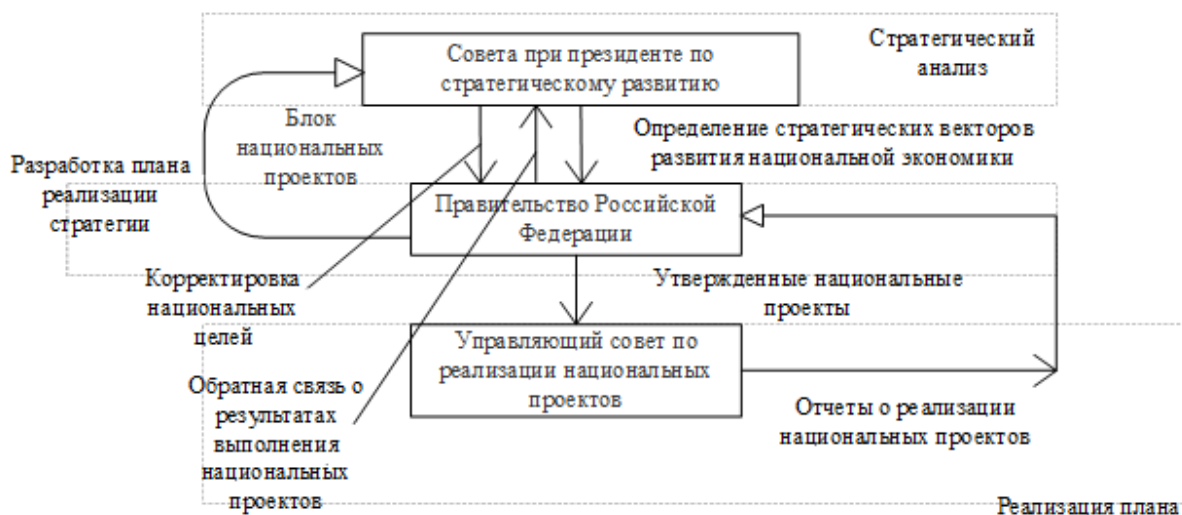 Совета при президенте по
стратегическому развитию
Стратегический
анализ
Блок
национальных
проектов
Определение стратегических векторов
развития национальной экономики
Разработка плана
реализации
стратегии
Правительство Российской
Федерации
Корректировка
национальных
целей
Утвержденные национальные
проекты
Управляющий совет по
реализации национальных
проектов
Обратная связь о
результатах
выполнения
национальных
проектов
Отчеты о реализации
национальных проектов
Реализация плана